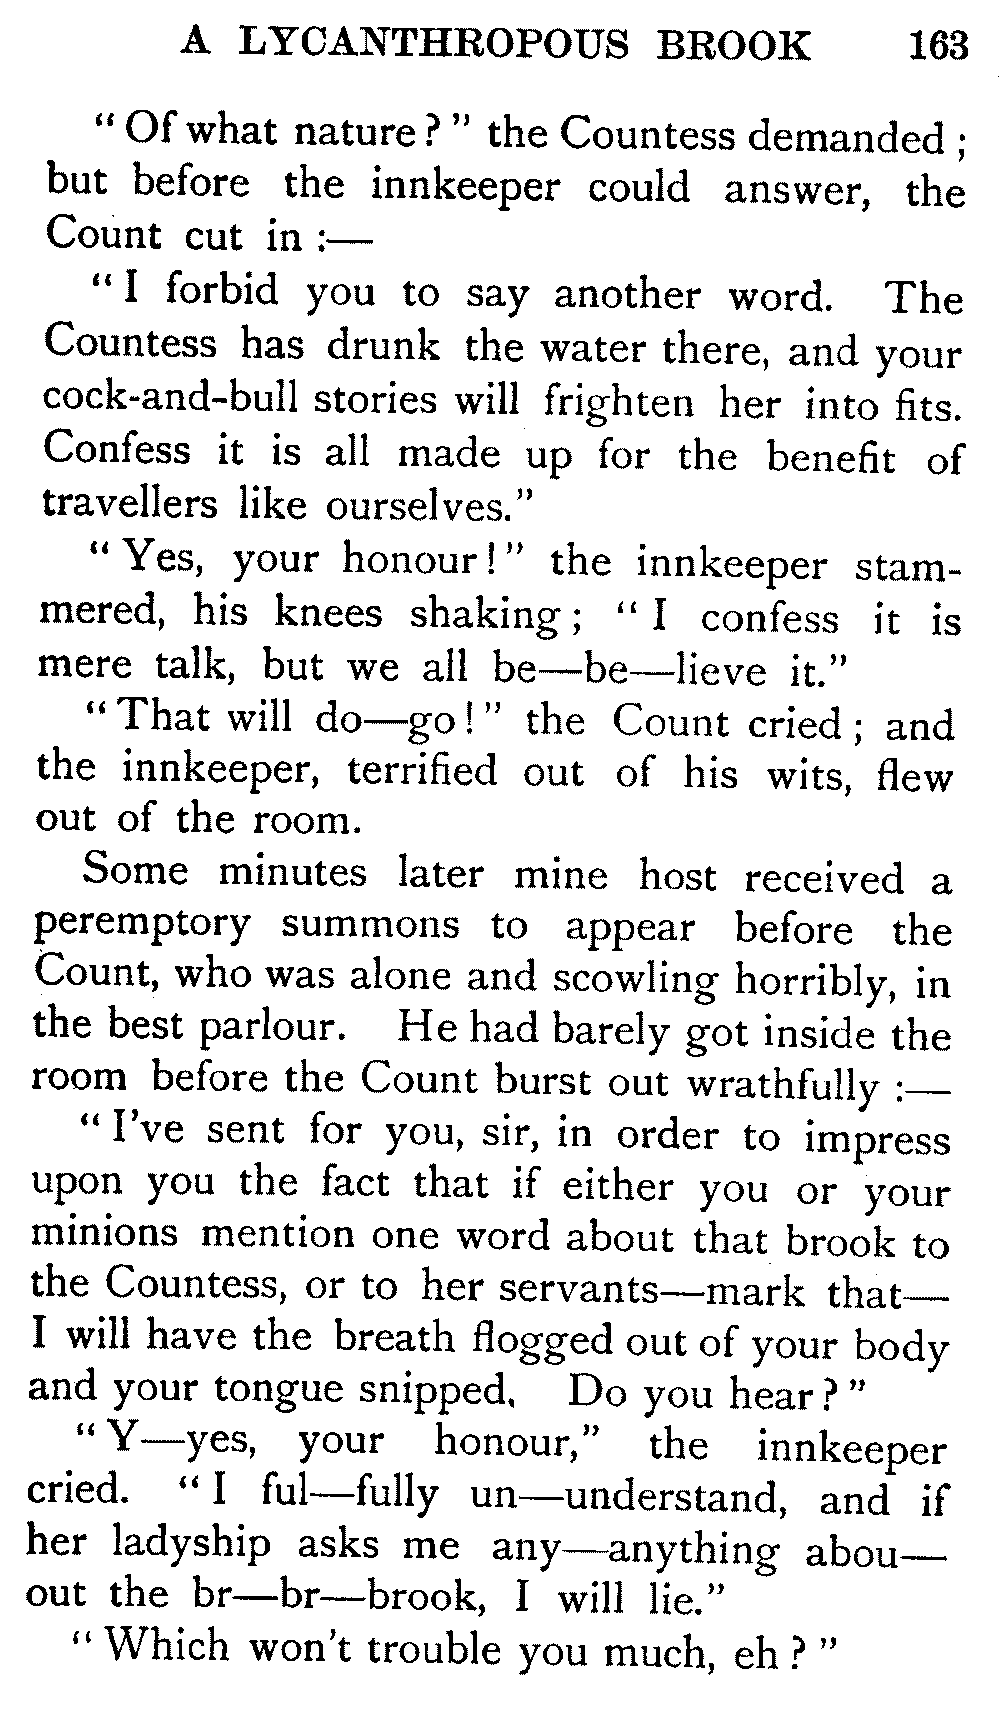 A LYCANTHROPOUS BROOK 163
“Of what nature?” the Countess demanded;
but before the innkeeper could answer, the
Count cut in:—
“I forbid you to say another word. The
Countess has drunk the water there, and your
cock-and-bull stories will frighten her into fits.
Confess it is all made up for the benefit of
travellers like ourselves.”
“Yes, your honour!” the innkeeper stam-
mered, his knees shaking; “I confess it is
mere talk, but we all be—be—lieve it.”
“That will do—go!” the Count cried; and
the innkeeper, terrified out of his wits, flew
out of the room.
Some minutes later mine host received a
peremptory summons to appear before the
Count, who was alone and scowling horribly, in
the best parlour. He had barely got inside the
room before the Count burst out wrathfully:—
“I've sent for you, sir, in order to impress
upon you the fact that if either you or your
minions mention one word about that brook to
the Countess, or to her servants—mark that—
I will have the breath flogged out of your body
and your tongue snipped. Do you hear?”
“Y—yes, your honour,” the innkeeper
cried. “I ful—fully un—understand, and if
her ladyship asks me any—anything abou—
out the br—br—brook, I will lie.”
“Which won't trouble you much, eh?”